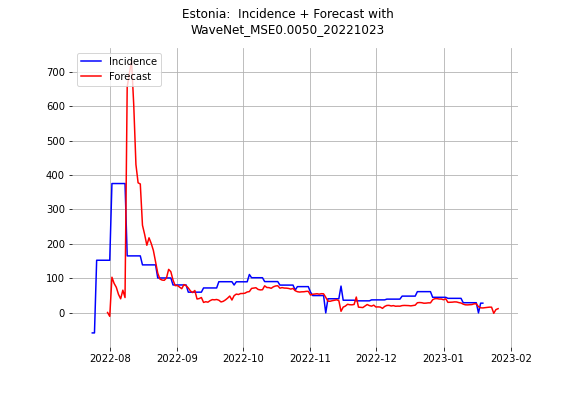 Estonia:  Incidence + Forecast with
WaveNet_MSE0.0050_20221023
Incidence
Forecast
700
600
500
400
300
200
100
0
2022-08 2022-09 2022-10 2022-11 2022-12 2023-01 2023-02